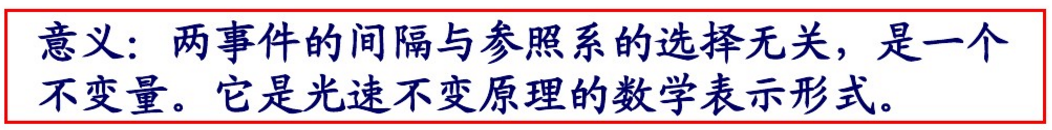 意义：两事件的间隔与参照系的选择无关，是一个
不变量。它是光速不变原理的数学表示形式。